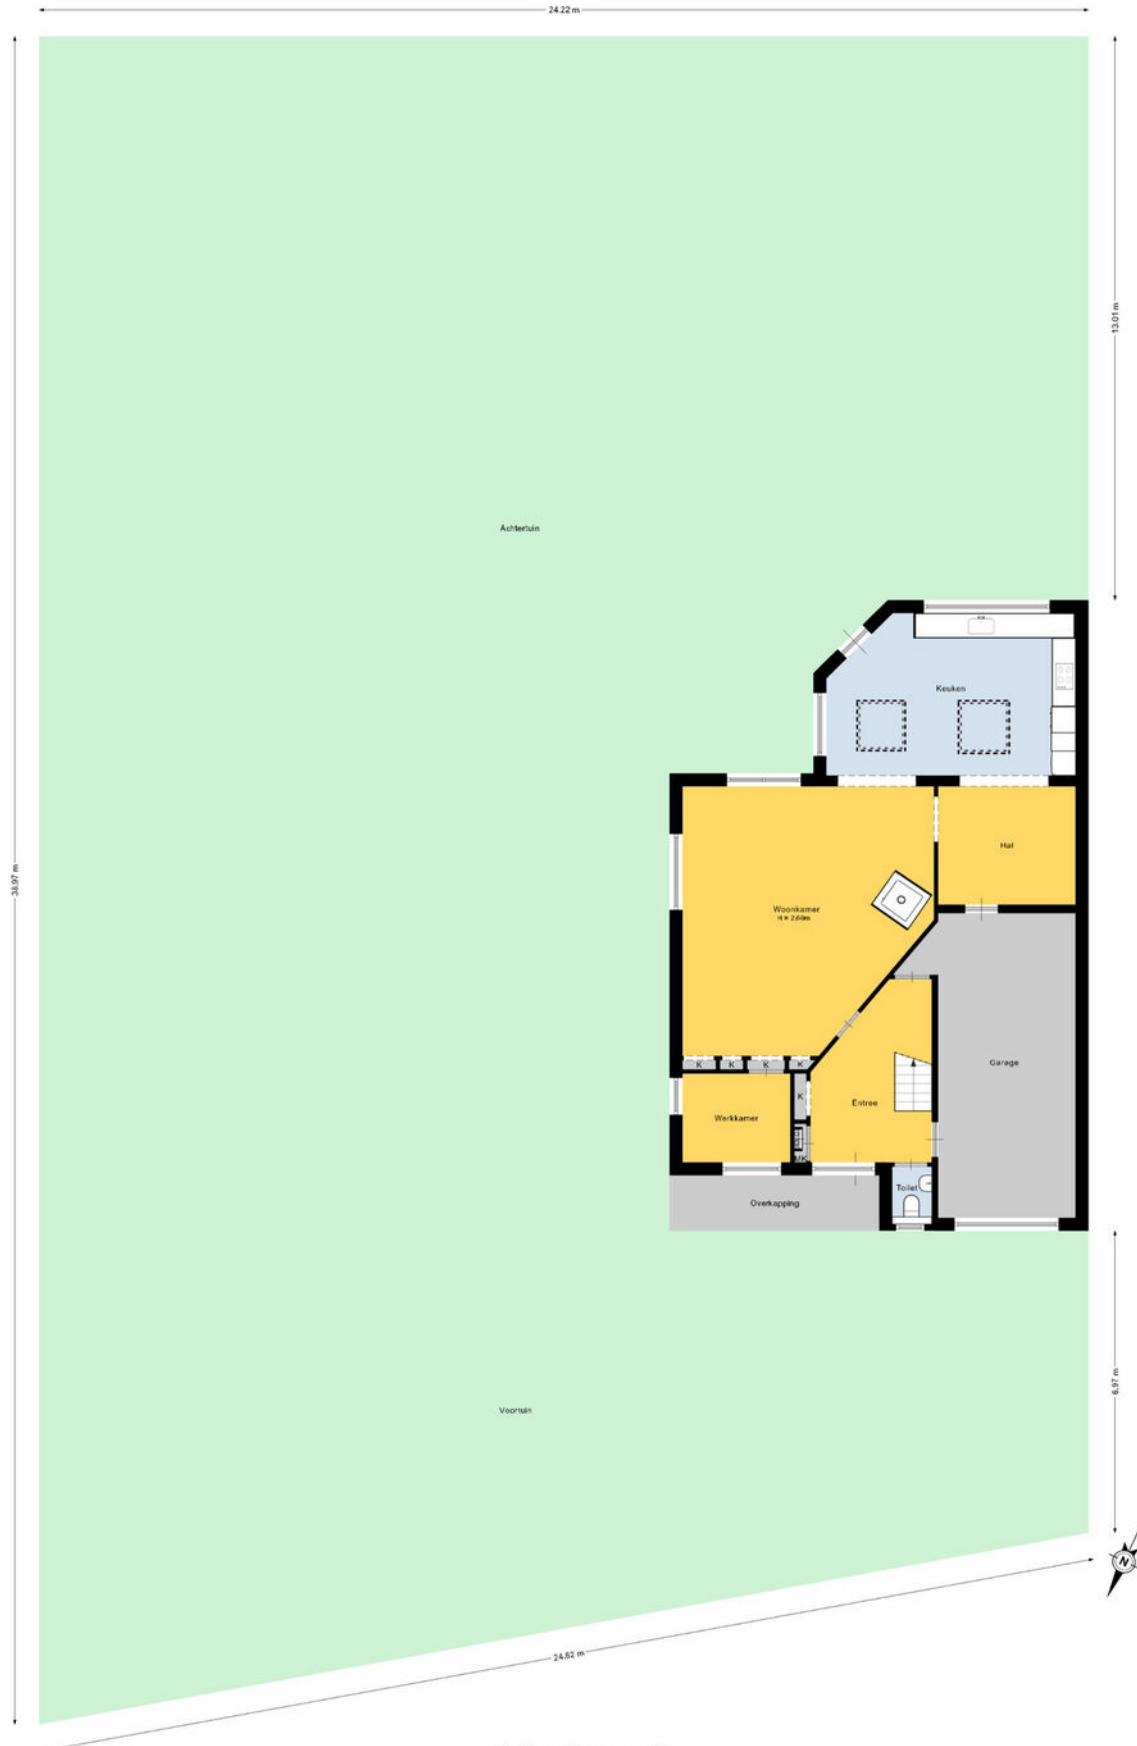 24.22 m
13.01 m
Achtertuin
Keuken
38.97 m
Hal
Woonkamer
Garage
K
K
K
K
K
Entree
Werkkamer
MK
Toilet
Overkapping
6.97 m
Voortuin
N
24.82 m